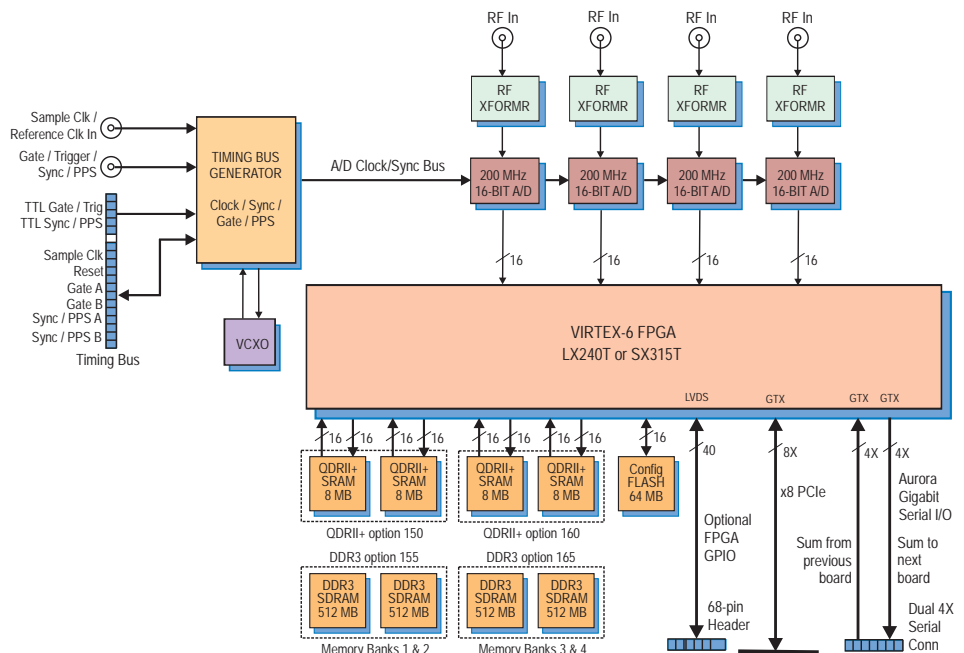 RF In
RF In
RF In
RF In
RF
XFORMR
RF
XFORMR
RF
XFORMR
RF
XFORMR
Sample Clk /
Reference Clk In
Gate / Trigger /
Sync / PPS
TTL Gate / Trig
TTL Sync / PPS
Sample Clk
Reset
Gate A
Gate B
Sync / PPS A
Sync / PPS B
Timing Bus
TIMING BUS
GENERATOR
Clock / Sync /
Gate / PPS
VCXO
A/D Clock/Sync Bus
200 MHz
16-BIT A/D
200 MHz
16-BIT A/D
200 MHz
16-BIT A/D
200 MHz
16-BIT A/D
16
16
16
16
VIRTEX-6 FPGA
LX240T or SX315T
LVDS
GTX
GTX
GTX
16
16
16
16
16
16
16
16
16
40
8X
4X
4X
QDRII+
SRAM
8 MB
QDRII+
SRAM
8 MB
QDRII+
SRAM
8 MB
QDRII+
SRAM
8 MB
Config
FLASH
64 MB
QDRII+ option 150
QDRII+ option 160
DDR3 option 155
DDR3 option 165
DDR3
SDRAM
512 MB
DDR3
SDRAM
512 MB
DDR3
SDRAM
512 MB
DDR3
SDRAM
512 MB
Memory Banks 1 & 2
Memory Banks 3 & 4
Optional
FPGA
GPIO
68-pin
Header
x8 PCIe
Sum from
previous
board
Aurora
Gigabit
Serial I/O
Sum to
next
board
Dual 4X
Serial
Conn